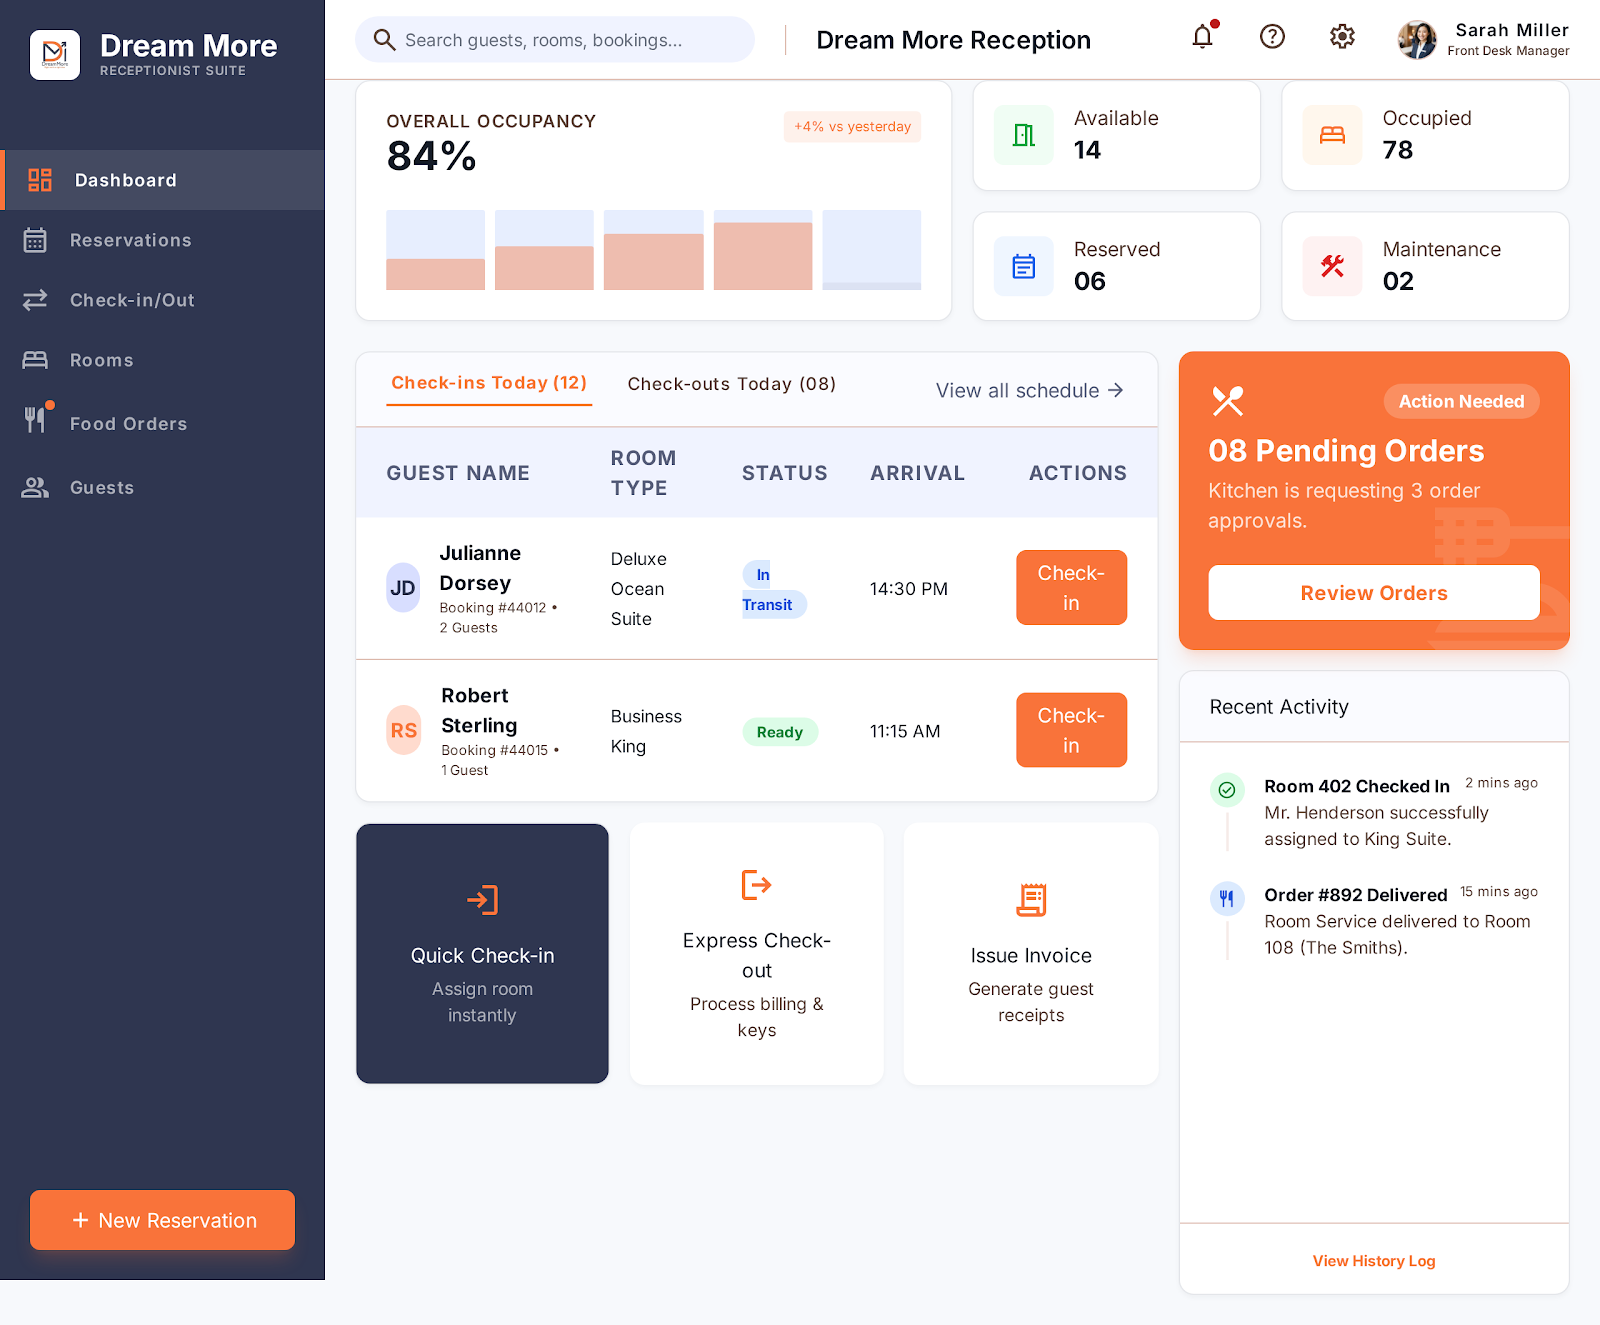 Dream More
RECEPTIONIST SUITE
Dashboard
Reservations
Check-in/Out
Rooms
Food Orders
Guests
+ New Reservation
Search guests, rooms, bookings...
Dream More Reception
Sarah Miller
Front Desk Manager
OVERALL OCCUPANCY
84%
+4% vs yesterday
Available
14
Occupied
78
Reserved
06
Maintenance
02
Check-ins Today (12)
Check-outs Today (08)
View all schedule →
GUEST NAME
ROOM
TYPE
STATUS
ARRIVAL
ACTIONS
JD
Julianne
Dorsey
Booking #44012 •
2 Guests
Deluxe
Ocean
Suite
In
Transit
14:30 PM
Check-
in
RS
Robert
Sterling
Booking #44015 •
1 Guest
Business
King
Ready
11:15 AM
Check-
in
Quick Check-in
Assign room
instantly
Express Check-
out
Process billing &
keys
Issue Invoice
Generate guest
receipts
Action Needed
08 Pending Orders
Kitchen is requesting 3 order
approvals.
Review Orders
Recent Activity
Room 402 Checked In
2 mins ago
Mr. Henderson successfully
assigned to King Suite.
Order #892 Delivered
15 mins ago
Room Service delivered to Room
108 (The Smiths).
View History Log